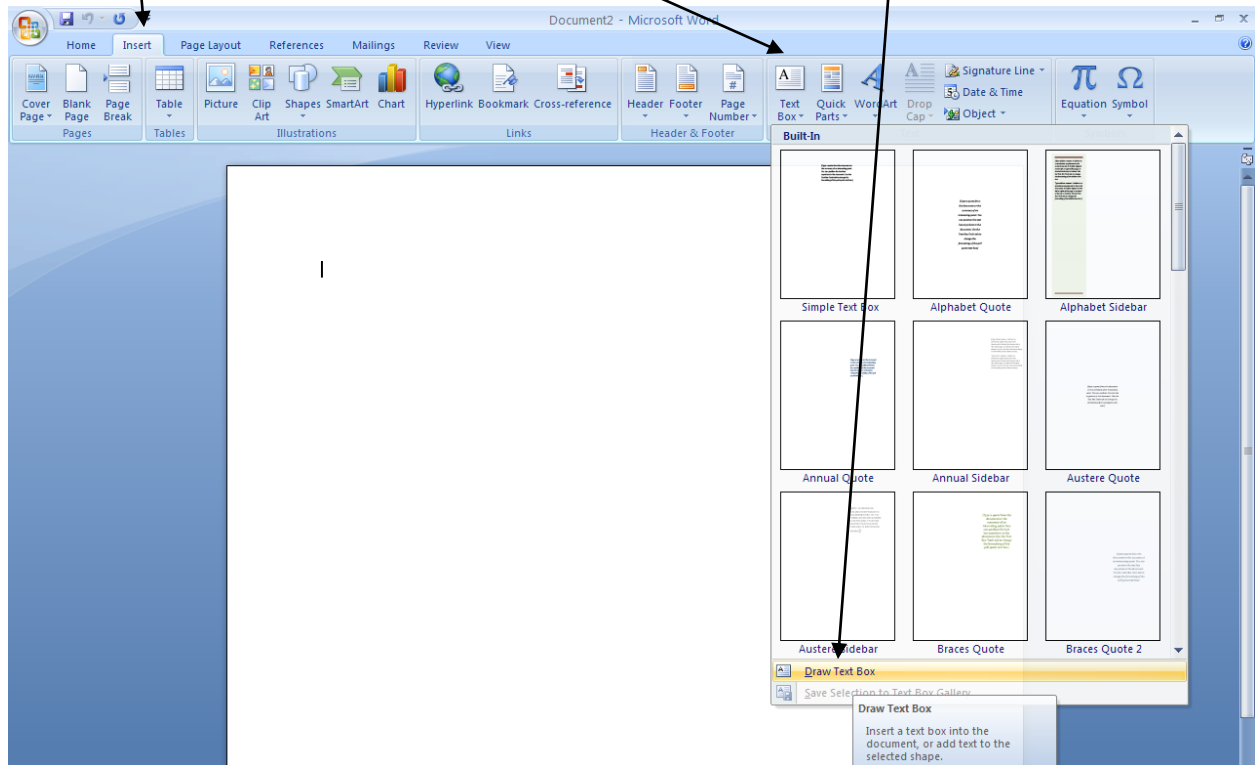 Document2 - Microsoft Word
Home Insert Page Layout References Mailings Review View
Cover Page
Blank Page
Page Break
Table
Picture
Clip Art
Shapes
SmartArt
Chart
Hyperlink
Bookmark
Cross-reference
Header
Footer
Page Number
Text Box
Quick Parts
WordArt
Drop Cap
Signature Line
Date & Time
Object
Equation
Symbol
Pages Tables Illustrations Links Header & Footer
Built-In
Simple Text Box Alphabet Quote Alphabet Sidebar
Annual Quote Annual Sidebar Austere Quote
Austere Sidebar Braces Quote Braces Quote 2
Draw Text Box
Save Selection to Text Box Gallery
Draw Text Box
Insert a text box into the
document, or add text to the
selected shape.